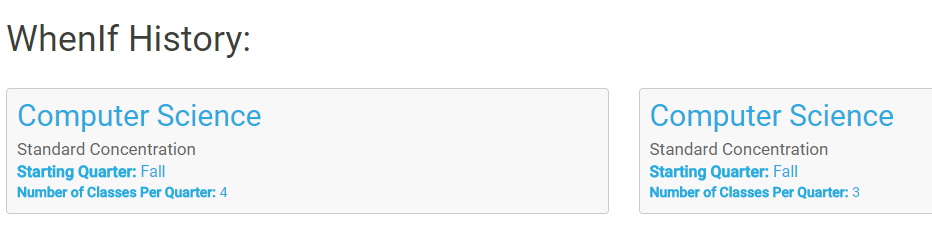 WhenIf History:
Computer Science
Standard Concentration
Starting Quarter: Fall
Number of Classes Per Quarter: 4
Computer Science
Standard Concentration
Starting Quarter: Fall
Number of Classes Per Quarter: 3